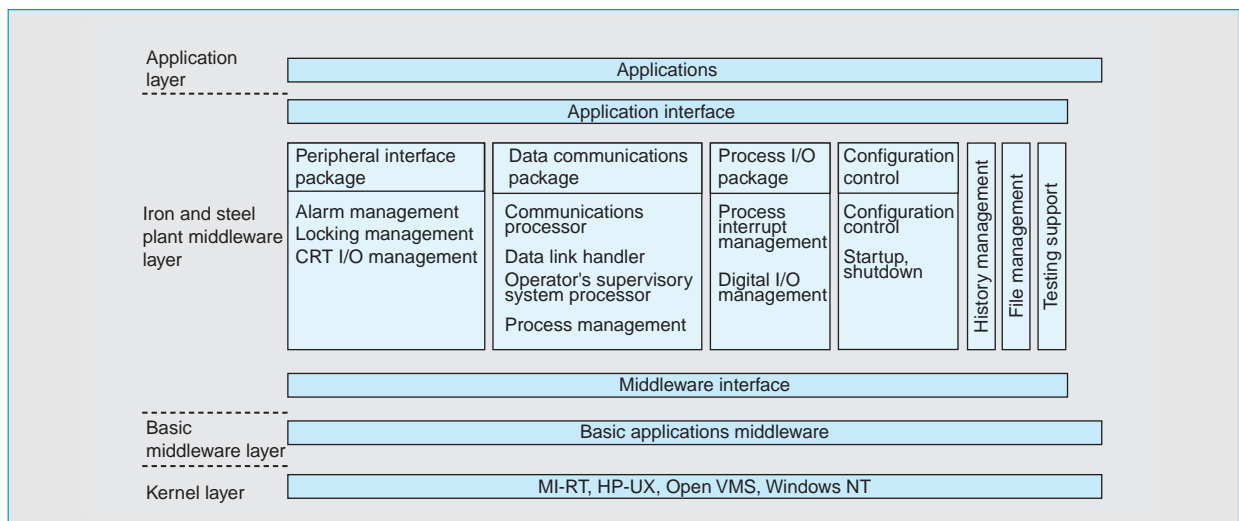 Application
layer
Applications
Application interface
Iron and steel
plant middleware
layer
Peripheral interface
package
Alarm management
Locking management
CRT I/O management
Data communications
package
Communications
processor
Data link handler
Operator's supervisory
system processor
Process management
Process I/O
package
Process
interrupt
management
Digital I/O
management
Configuration
control
Configuration
control
Startup,
shutdown
History management
File management
Testing support
Middleware interface
Basic
middleware layer
Basic applications middleware
Kernel layer
MI-RT, HP-UX, Open VMS, Windows NT